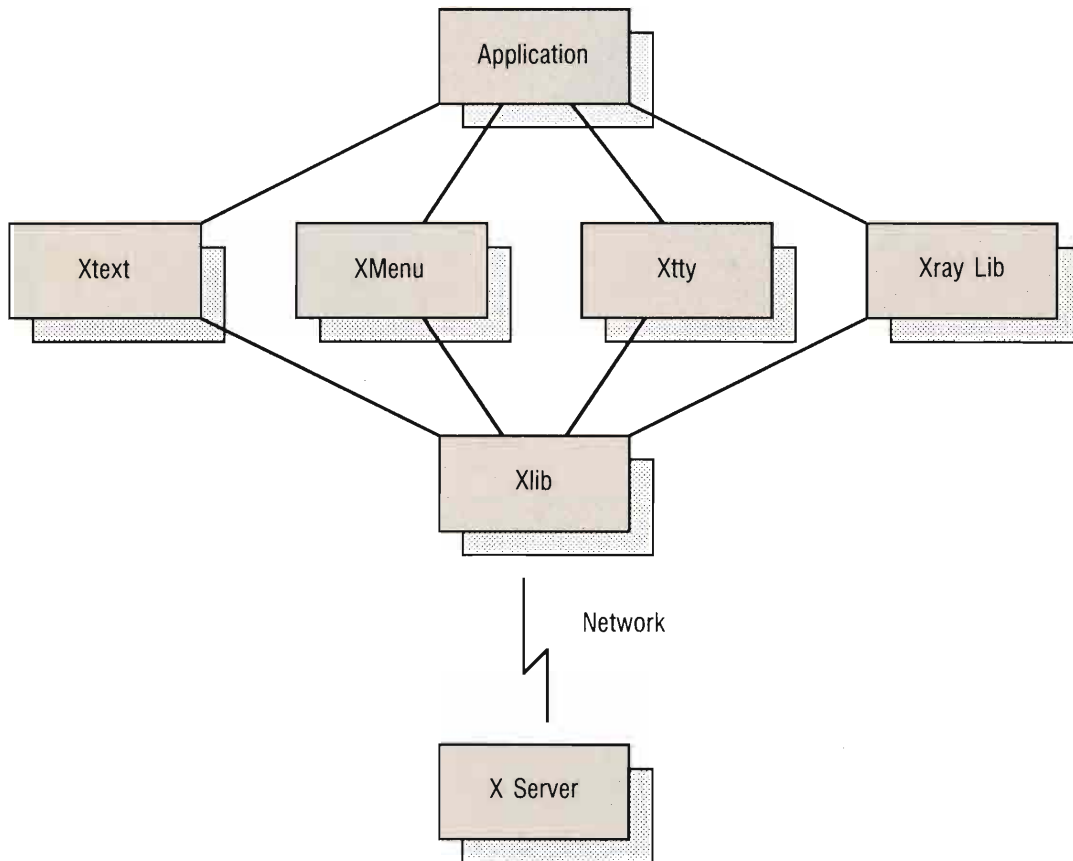 Application
Xtext
XMenu
Xtty
Xray Lib
Xlib
Network
X Server